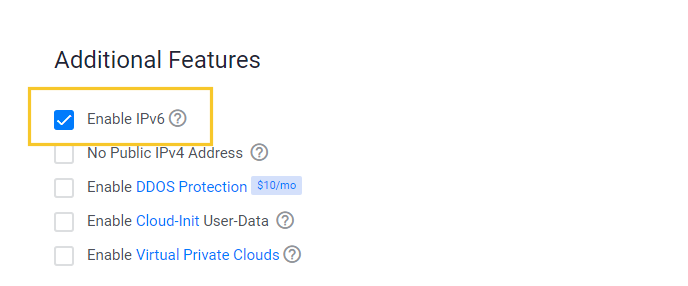 Additional Features
Enable IPv6
No Public IPv4 Address
Enable DDOS Protection $10/mo
Enable Cloud-Init User-Data
Enable Virtual Private Clouds